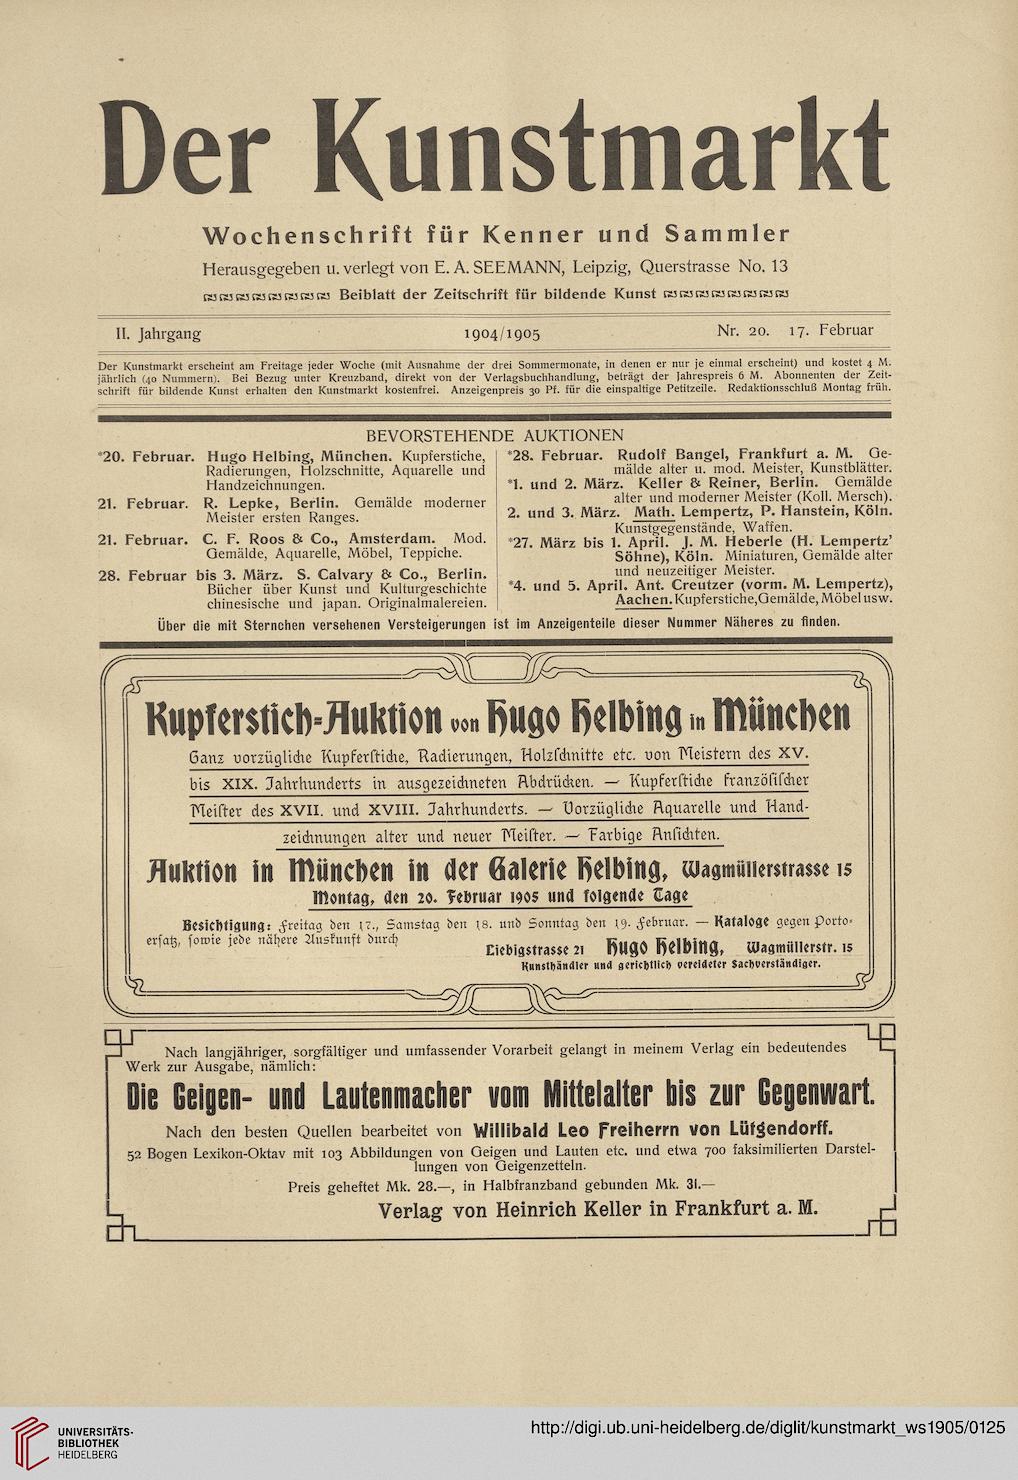 Der Kunstmarkt
Wochenschrift für Kenner und Sammler
Herausgegeben u. verlegt von E. A. SEEMANN, Leipzig, Querstrasse No. 13
Beiblatt der Zeitschrift für bildende Kunst
II. Jahrgang 1904/1905 Nr. 20. 17. Februar
Der Kunstmarkt erscheint am Freitage jeder Woche (mit Ausnahme der drei Sommermonate, in denen er nur je einmal erscheint) und kostet 4 M.
jährlich (40 Nummern). Bei Bezug unter Kreuzband, direkt von der Verlagsbuchhandlung, beträgt der Jahrespreis 6 M. Abonnenten der Zeit-
schrift für bildende Kunst erhalten den Kunstmarkt kostenfrei. Anzeigenpreis 30 Pf. für die einspaltige Petitzeile. Redaktionsschluß Montag früh.
BEVORSTEHENDE AUKTIONEN
*20. Februar. Hugo Helbing, München. Kupferstiche,
Radierungen, Holzschnitte, Aquarelle und
Handzeichnungen.
21. Februar. R. Lepke, Berlin. Gemälde moderner
Meister ersten Ranges.
21. Februar. C. F. Roos & Co., Amsterdam. Mod.
Gemälde, Aquarelle, Möbel, Teppiche.
28. Februar bis 3. März. S. Calvary & Co., Berlin.
Bücher über Kunst und Kulturgeschichte
chinesische und japan. Originalmalereien.
*28. Februar. Rudolf Bangel, Frankfurt a. M. Ge-
mälde alter u. mod. Meister, Kunstblätter.
*1. und 2. März. Keller & Reiner, Berlin. Gemälde
alter und moderner Meister (Koll. Mersch).
2. und 3. März. Math. Lempertz, P. Hanstein, Köln.
Kunstgegenstände, Waffen.
*27. März bis 1. April. J. M. Heberle (H. Lempertz'
Söhne), Köln. Miniaturen, Gemälde alter
und neuzeitiger Meister.
*4. und 5. April. Ant. Creutzer (vorm. M. Lempertz),
Aachen. Kupferstiche, Gemälde, Möbel usw.
Über die mit Sternchen versehenen Versteigerungen ist im Anzeigenteile dieser Nummer Näheres zu finden.
Kupferstich-Auktion von Hugo Helbing in München
Ganz vorzügliche Kupferstiche, Radierungen, Holzschnitte etc. von Meistern des XV.
bis XIX. Jahrhunderts in ausgezeichneten Abdrücken. — Kupferstiche französischer
Meister des XVII. und XVIII. Jahrhunderts. — Vorzügliche Aquarelle und Hand-
zeichnungen alter und neuer Meister. — Farbige Ansichten.
Auktion in München in der Galerie Helbing, Wagmüllerstrasse 15
Montag, den 20. Februar 1905 und folgende Tage
Besichtigung: Freitag den 17., Samstag den 18. und Sonntag den 19. Februar. — Kataloge gegen Porto-
ersatz, sowie jede nähere Auskunft durch
Liebigstrasse 21 Hugo Helbing, Wagmüllerstr. 15
Kunsthändler und gerichtlich vereideter Sachverständiger.
Nach langjähriger, sorgfältiger und umfassender Vorarbeit gelangt in meinem Verlag ein bedeutendes
Werk zur Ausgabe, nämlich:
Die Geigen- und Lautenmacher vom Mittelalter bis zur Gegenwart.
Nach den besten Quellen bearbeitet von Willibald Leo Freiherrn von Lütgendorff.
52 Bogen Lexikon-Oktav mit 103 Abbildungen von Geigen und Lauten etc. und etwa 700 faksimilierten Darstel-
lungen von Geigenzetteln.
Preis geheftet Mk. 28.—, in Halbfranzband gebunden Mk. 31.—
Verlag von Heinrich Keller in Frankfurt a. M.
UNIVERSITÄTS-
BIBLIOTHEK
HEIDELBERG
http://digi.ub.uni-heidelberg.de/diglit/kunstmarkt_ws1905/0125